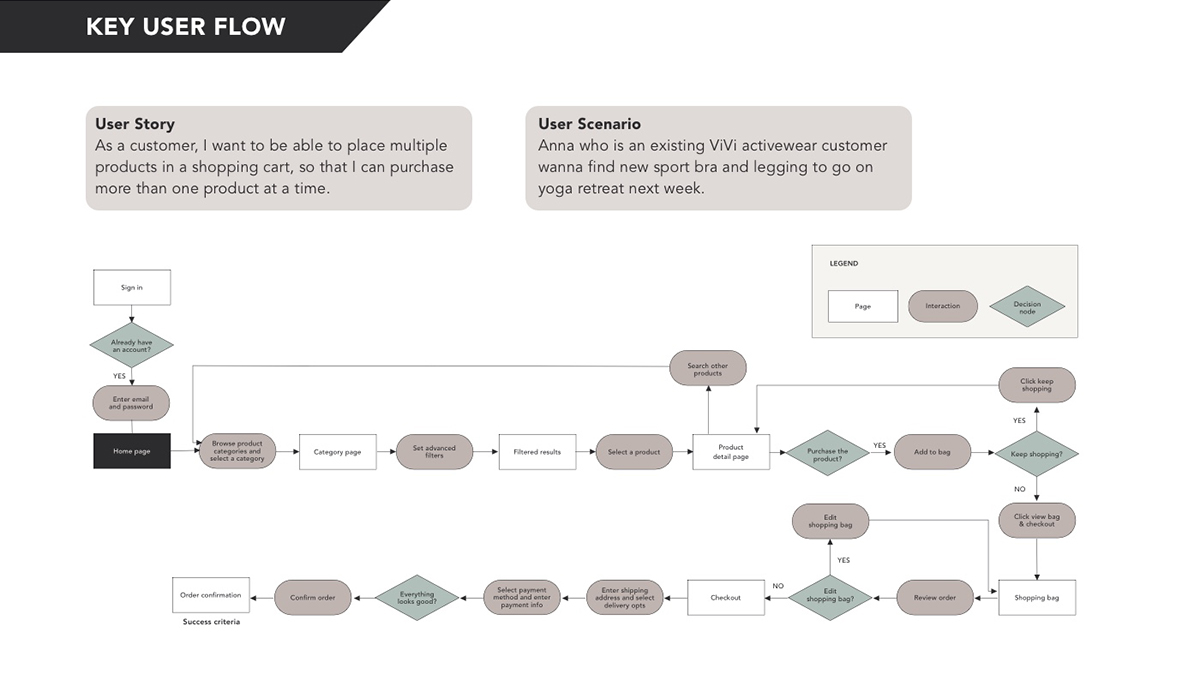 KEY USER FLOW
User Story
As a customer, I want to be able to place multiple
products in a shopping cart, so that I can purchase
more than one product at a time.
User Scenario
Anna who is an existing ViVi activewear customer
wanna find new sport bra and legging to go on
yoga retreat next week.
LEGEND
Page
Interaction
Decision
node
Sign in
Already have
an account?
YES
Enter email
and password
Home page
Browse product
categories and
select a category
Category page
Set advanced
filters
Filtered results
Select a product
Product
detail page
Search other
products
Purchase the
product?
YES
Add to bag
Keep shopping?
YES
Click keep
shopping
NO
Click view bag
& checkout
Shopping bag
Review order
Edit
shopping bag?
YES
Edit
shopping bag
NO
Checkout
Enter shipping
address and select
delivery opts
Select payment
method and enter
payment info
Everything
looks good?
Confirm order
Order confirmation
Success criteria